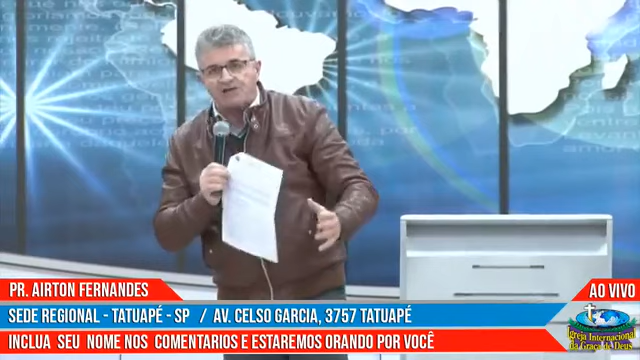 PR. AIRTON FERNANDES
AO VIVO
SEDE REGIONAL - TATUAPÉ - SP / AV. CELSO GARCIA, 3757 TATUAPÉ
INCLUA SEU NOME NOS COMENTARIOS E ESTAREMOS ORANDO POR VOCÊ
Igreja Internacional
da Graça de Deus